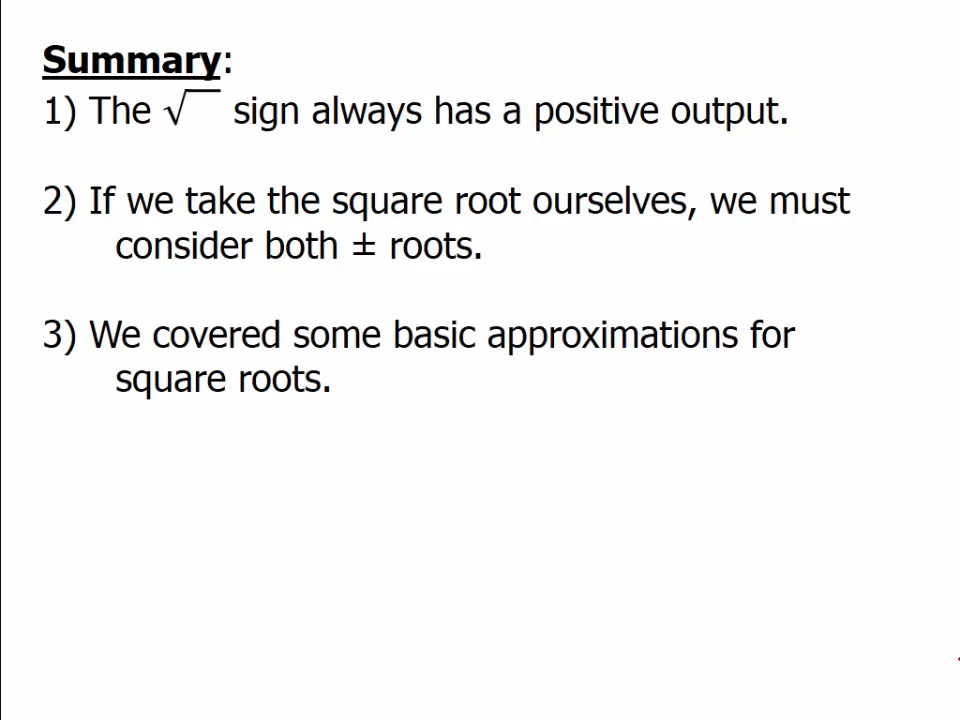 Summary:
1) The √ sign always has a positive output.
2) If we take the square root ourselves, we must
consider both ± roots.
3) We covered some basic approximations for
square roots.